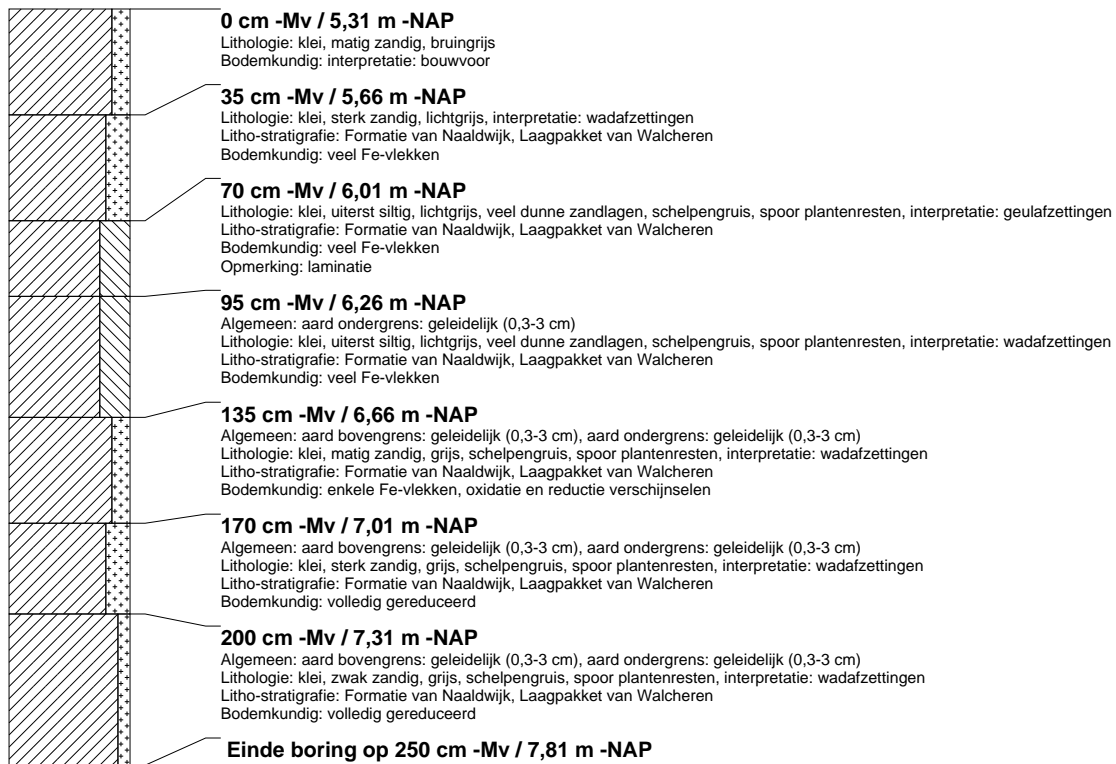 0 cm -Mv / 5,31 m -NAP
Lithologie: klei, matig zandig, bruingrijs
Bodemkundig: interpretatie: bouwvoor
35 cm -Mv / 5,66 m -NAP
Lithologie: klei, sterk zandig, lichtgrijs, interpretatie: wadafzettingen
Litho-stratigrafie: Formatie van Naaldwijk, Laagpakket van Walcheren
Bodemkundig: veel Fe-vlekken
70 cm -Mv / 6,01 m -NAP
Lithologie: klei, uiterst siltig, lichtgrijs, veel dunne zandlagen, schelpengruis, spoor plantenresten, interpretatie: geulafzettingen
Litho-stratigrafie: Formatie van Naaldwijk, Laagpakket van Walcheren
Bodemkundig: veel Fe-vlekken
Opmerking: laminatie
95 cm -Mv / 6,26 m -NAP
Algemeen: aard ondergrens: geleidelijk (0,3-3 cm)
Lithologie: klei, uiterst siltig, lichtgrijs, veel dunne zandlagen, schelpengruis, spoor plantenresten, interpretatie: wadafzettingen
Litho-stratigrafie: Formatie van Naaldwijk, Laagpakket van Walcheren
Bodemkundig: veel Fe-vlekken
135 cm -Mv / 6,66 m -NAP
Algemeen: aard bovengrens: geleidelijk (0,3-3 cm), aard ondergrens: geleidelijk (0,3-3 cm)
Lithologie: klei, matig zandig, grijs, schelpengruis, spoor plantenresten, interpretatie: wadafzettingen
Litho-stratigrafie: Formatie van Naaldwijk, Laagpakket van Walcheren
Bodemkundig: enkele Fe-vlekken, oxidatie en reductie verschijnselen
170 cm -Mv / 7,01 m -NAP
Algemeen: aard bovengrens: geleidelijk (0,3-3 cm), aard ondergrens: geleidelijk (0,3-3 cm)
Lithologie: klei, sterk zandig, grijs, schelpengruis, spoor plantenresten, interpretatie: wadafzettingen
Litho-stratigrafie: Formatie van Naaldwijk, Laagpakket van Walcheren
Bodemkundig: volledig gereduceerd
200 cm -Mv / 7,31 m -NAP
Algemeen: aard bovengrens: geleidelijk (0,3-3 cm), aard ondergrens: geleidelijk (0,3-3 cm)
Lithologie: klei, zwak zandig, grijs, schelpengruis, spoor plantenresten, interpretatie: wadafzettingen
Litho-stratigrafie: Formatie van Naaldwijk, Laagpakket van Walcheren
Bodemkundig: volledig gereduceerd
Einde boring op 250 cm -Mv / 7,81 m -NAP